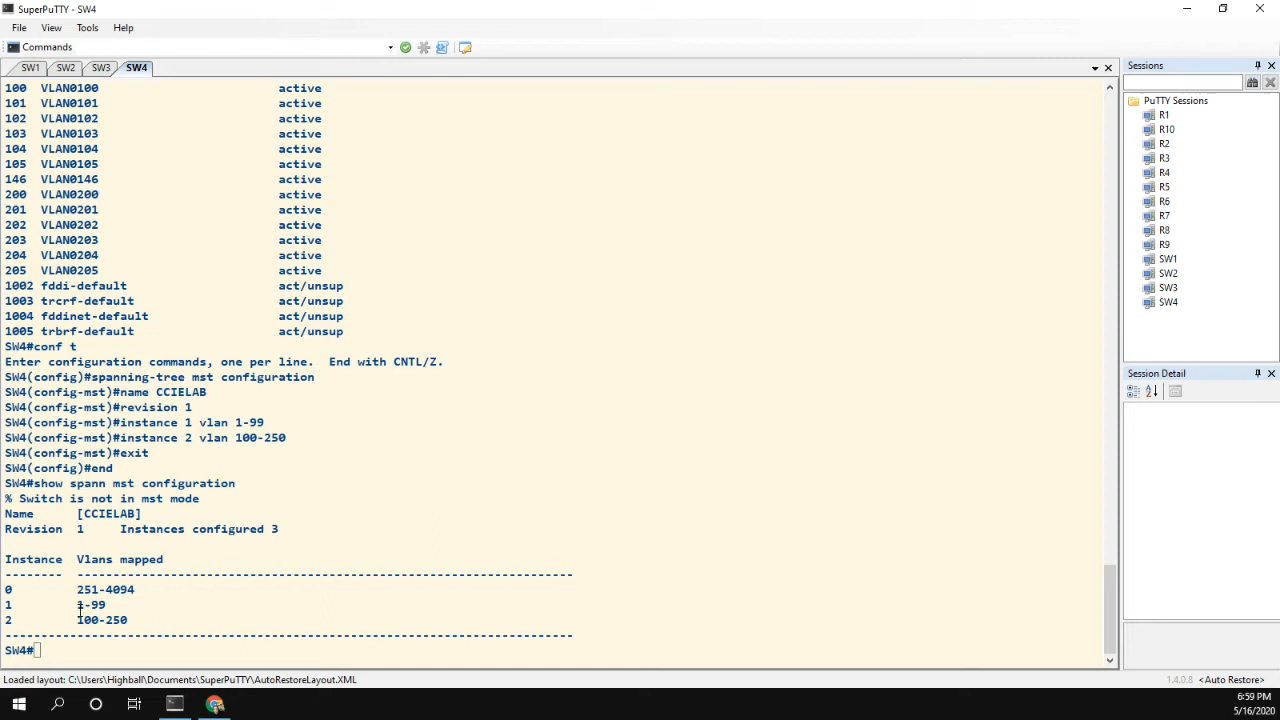 SuperPuTTY - SW4
File Edit View Tools Help
Commands
SW1 SW2 SW3 SW4
100 VLAN0100 active
101 VLAN0101 active
102 VLAN0102 active
103 VLAN0103 active
104 VLAN0104 active
105 VLAN0105 active
146 VLAN0146 active
200 VLAN0200 active
201 VLAN0201 active
202 VLAN0202 active
203 VLAN0203 active
204 VLAN0204 active
205 VLAN0205 active
1002 fddi-default act/unsup
1003 trcrf-default act/unsup
1004 fddinet-default act/unsup
1005 trbrf-default act/unsup
SW4#conf t
Enter configuration commands, one per line. End with CNTL/Z.
SW4(config)#spanning-tree mst configuration
SW4(config-mst)#name CCIELAB
SW4(config-mst)#revision 1
SW4(config-mst)#instance 1 vlan 1-99
SW4(config-mst)#instance 2 vlan 100-250
SW4(config-mst)#exit
SW4(config)#end
SW4#show spann mst configuration
% Switch is not in mst mode
Name [CCIELAB]
Revision 1 Instances configured 3
Instance Vlans mapped
-------- ---------------------------------------------------------------------
0 251-4094
1 1-99
2 100-250
-------------------------------------------------------------------------------
SW4#
Sessions
PuTTY Sessions
R1
R10
R2
R3
R4
R5
R6
R7
R8
R9
SW1
SW2
SW3
SW4
Session Detail
Loaded layout: C:\Users\Highball\Documents\SuperPuTTY\AutoRestoreLayout.XML
1.4.0.8 <Auto Restore>
6:59 PM
5/16/2020